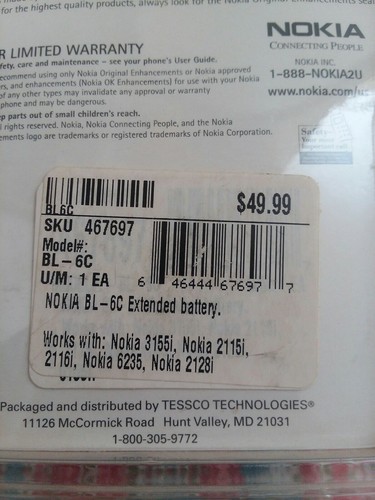 for the highest quality products, always look for the Nokia Original Enhancements
NOKIA
CONNECTING PEOPLE
R LIMITED WARRANTY
fety, care and maintenance – see your phone's User Guide.
NOKIA INC.
1-888-NOKIA2U
www.nokia.com/us
ecommend using only Nokia Original Enhancements or Nokia approved
rs, and enhancements (Nokia OK Enhancements) for use with your Nokia
of any other types may invalidate any approval or warranty
phone and may be dangerous.
ep parts out of small children's reach.
ll rights reserved. Nokia, Nokia Connecting People, and the Nokia
ements logo are trademarks or registered trademarks of Nokia Corporation.
BL6C
$49.99
SKU 467697
Model#:
BL-6C
U/M: 1 EA
6 46444 67697 7
NOKIA BL-6C Extended battery.
Works with: Nokia 3155i, Nokia 2115i,
2116i, Nokia 6235, Nokia 2128i
Packaged and distributed by TESSCO TECHNOLOGIES®
11126 McCormick Road Hunt Valley, MD 21031
1-800-305-9772